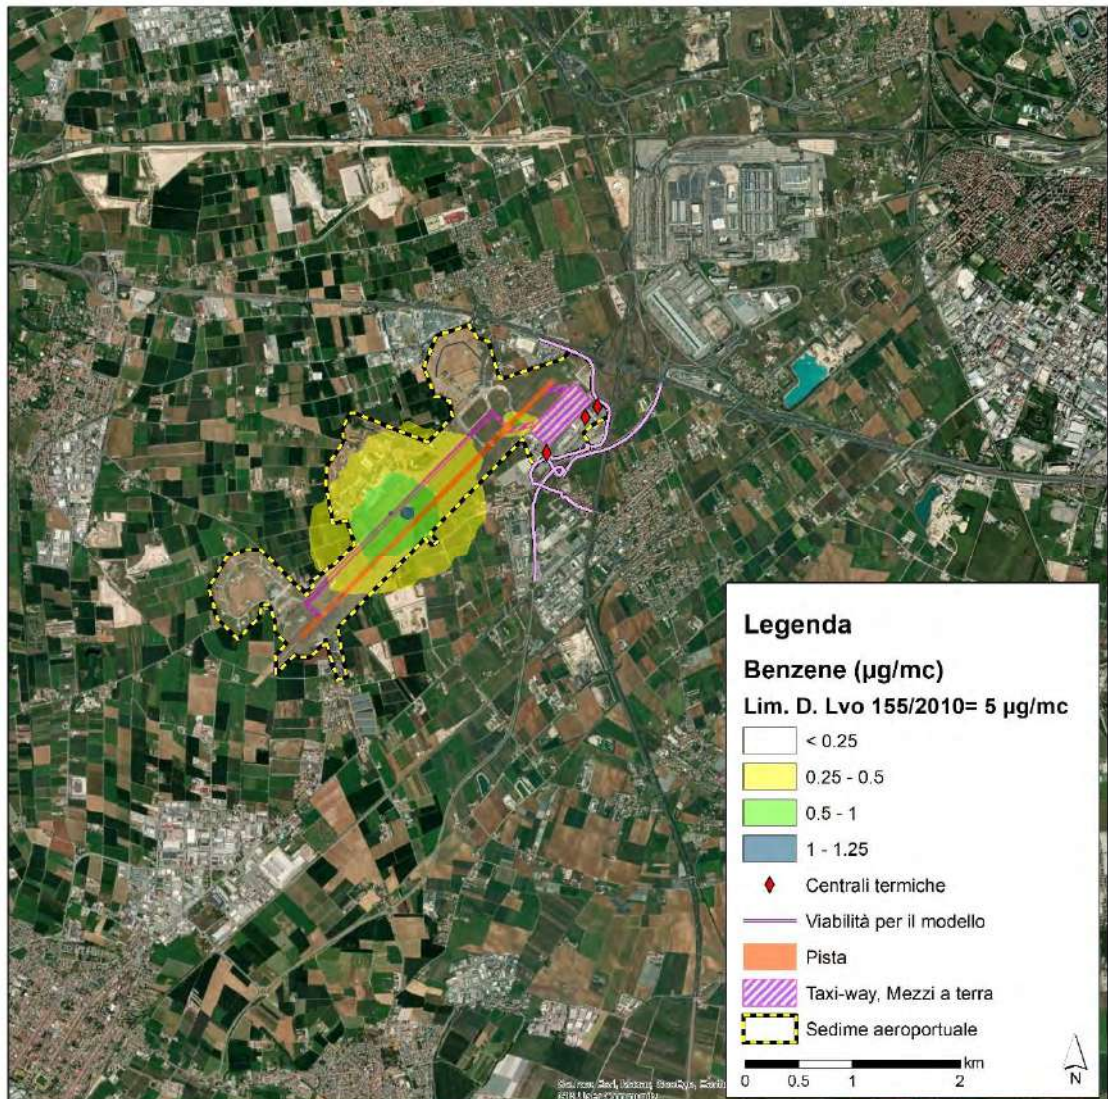 Legenda
Benzene (µg/mc)
Lim. D. Lvo 155/2010= 5 µg/mc
< 0.25
0.25 - 0.5
0.5 - 1
1 - 1.25
Centrali termiche
Viabilità per il modello
Pista
Taxi-way, Mezzi a terra
Sedime aeroportuale
km
0 0.5 1 2
N